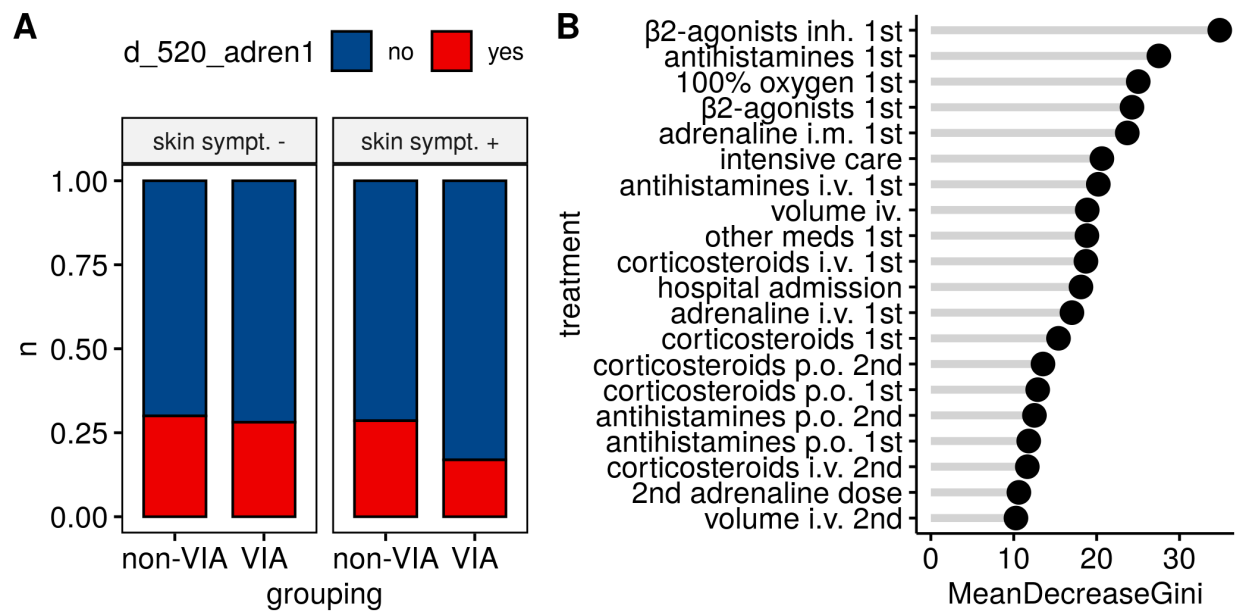 A
d_520_adren1 no yes
skin sympt. - skin sympt. +
1.00
0.75
0.50
0.25
0.00
n
non-VIA VIA non-VIA VIA
grouping
B
β2-agonists inh. 1st
antihistamines 1st
100% oxygen 1st
β2-agonists 1st
adrenaline i.m. 1st
intensive care
antihistamines i.v. 1st
volume iv.
other meds 1st
corticosteroids i.v. 1st
hospital admission
adrenaline i.v. 1st
corticosteroids 1st
corticosteroids p.o. 2nd
corticosteroids p.o. 1st
antihistamines p.o. 2nd
antihistamines p.o. 1st
corticosteroids i.v. 2nd
2nd adrenaline dose
volume i.v. 2nd
treatment
0 10 20 30
MeanDecreaseGini